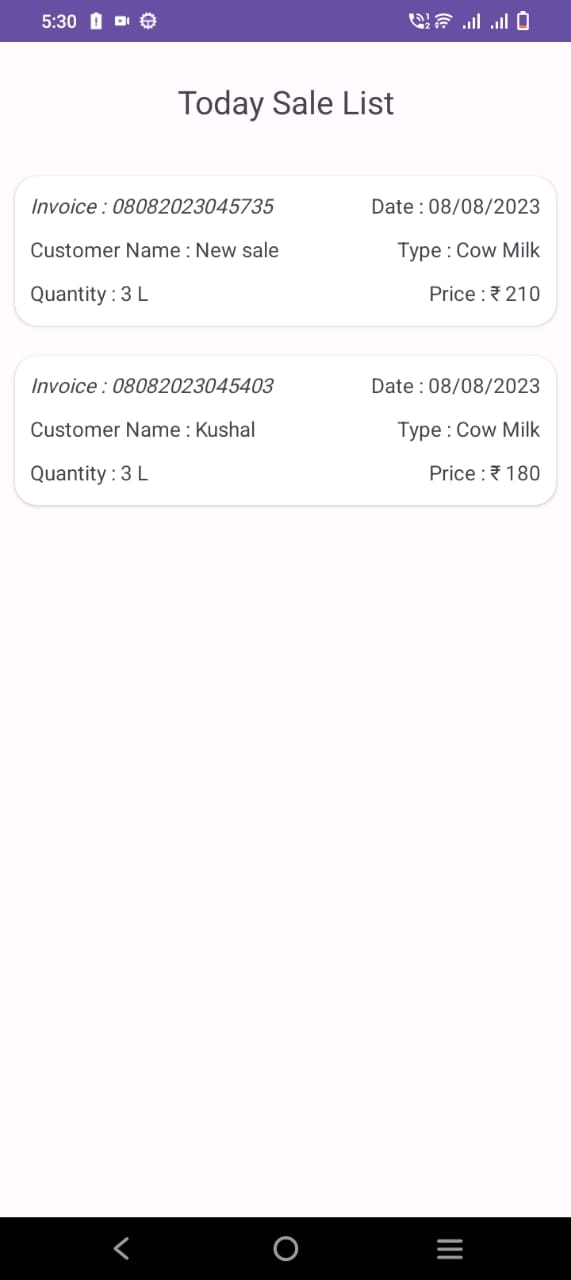 5:30
Today Sale List
Invoice : 08082023045735 Date : 08/08/2023
Customer Name : New sale Type : Cow Milk
Quantity : 3 L Price : ₹ 210
Invoice : 08082023045403 Date : 08/08/2023
Customer Name : Kushal Type : Cow Milk
Quantity : 3 L Price : ₹ 180